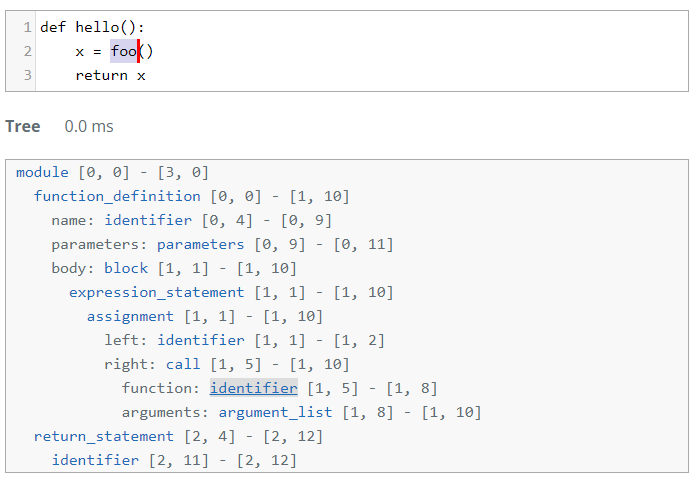 1 def hello():
2     x = foo()
3     return x
Tree 0.0 ms
module [0, 0] - [3, 0]
  function_definition [0, 0] - [1, 10]
    name: identifier [0, 4] - [0, 9]
    parameters: parameters [0, 9] - [0, 11]
    body: block [1, 1] - [1, 10]
      expression_statement [1, 1] - [1, 10]
        assignment [1, 1] - [1, 10]
          left: identifier [1, 1] - [1, 2]
          right: call [1, 5] - [1, 10]
            function: identifier [1, 5] - [1, 8]
            arguments: argument_list [1, 8] - [1, 10]
  return_statement [2, 4] - [2, 12]
    identifier [2, 11] - [2, 12]